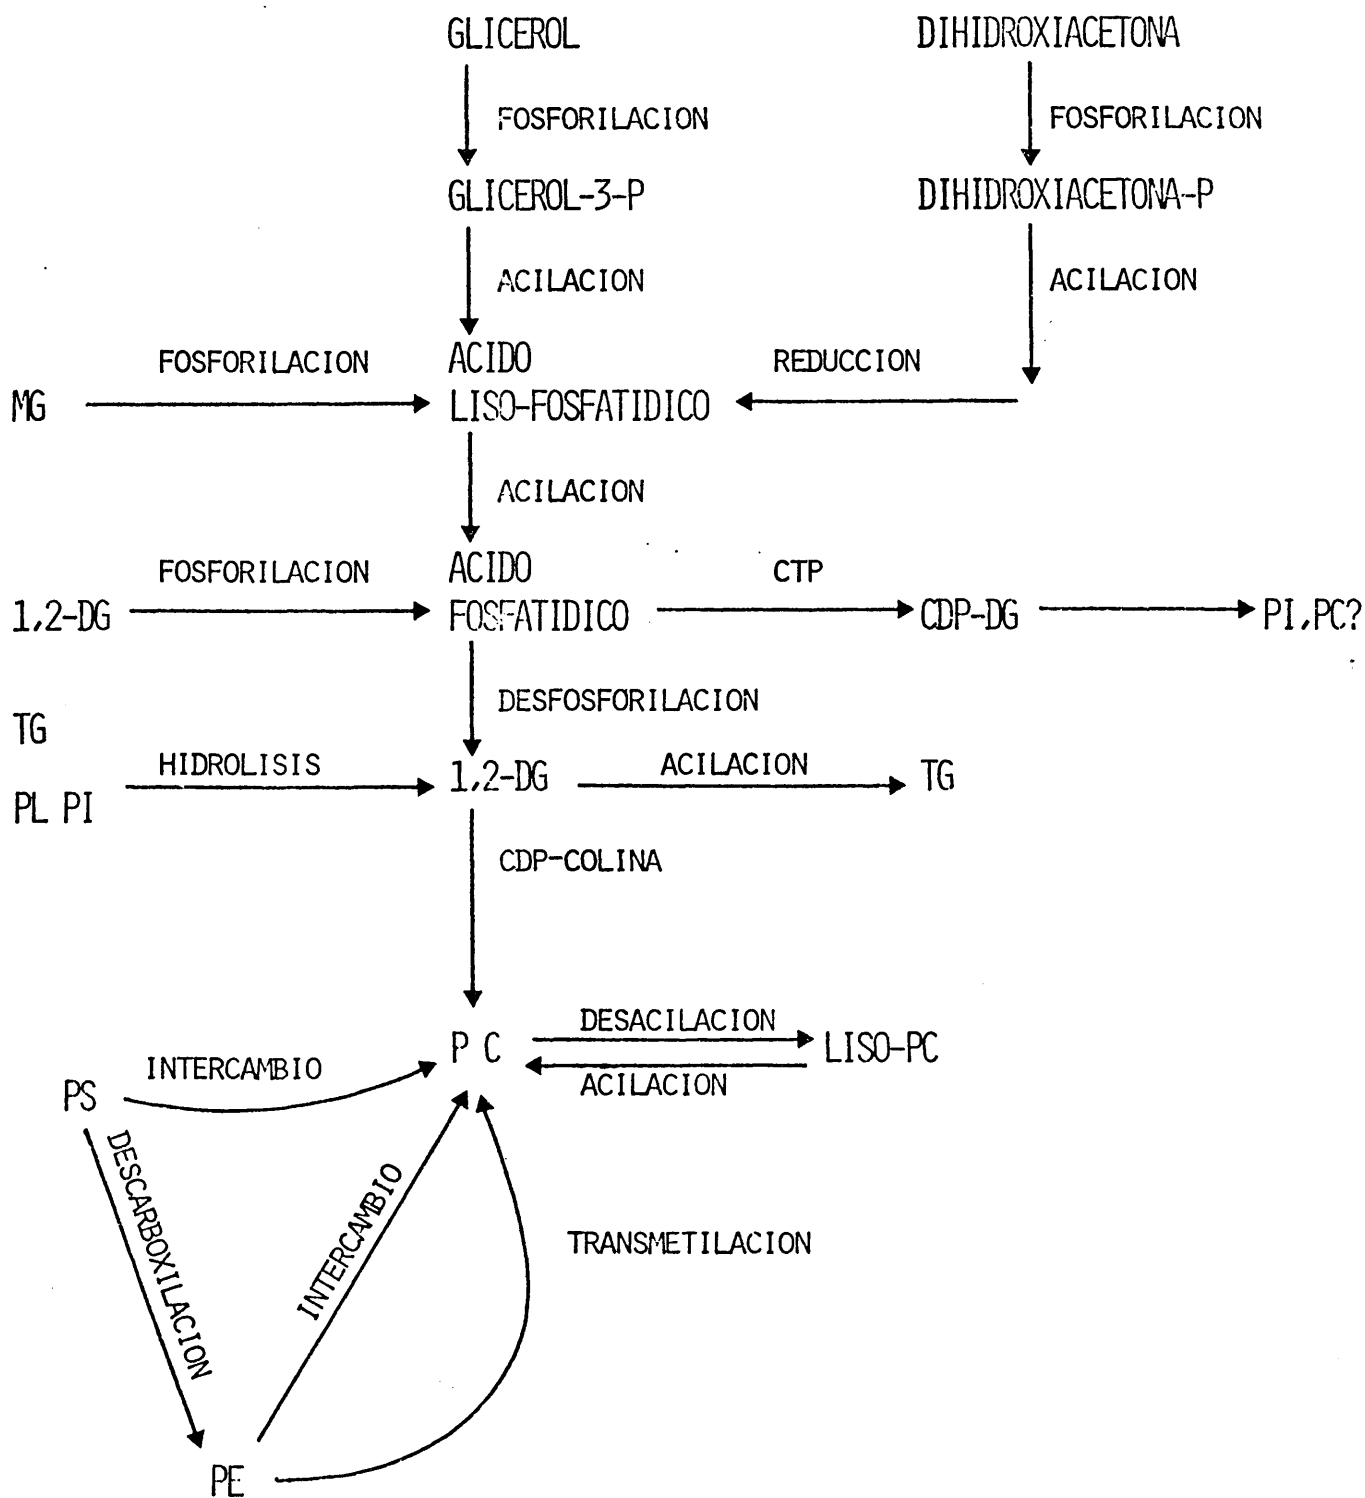 GLICEROL
DIHIDROXIACETONA
FOSFORILACION
FOSFORILACION
GLICEROL-3-P
DIHIDROXIACETONA-P
ACILACION
ACILACION
FOSFORILACION
ACIDO
REDUCCION
MG
LISO-FOSFATIDICO
ACILACION
FOSFORILACION
ACIDO
CTP
1,2-DG
FOSFATIDICO
CDP-DG
PI,PC?
DESFOSFORILACION
TG
HIDROLISIS
1,2-DG
ACILACION
TG
PL PI
CDP-COLINA
DESACILACION
P C
LISO-PC
INTERCAMBIO
ACILACION
PS
DESCARBOXILACION
INTERCAMBIO
TRANSMETILACION
PE